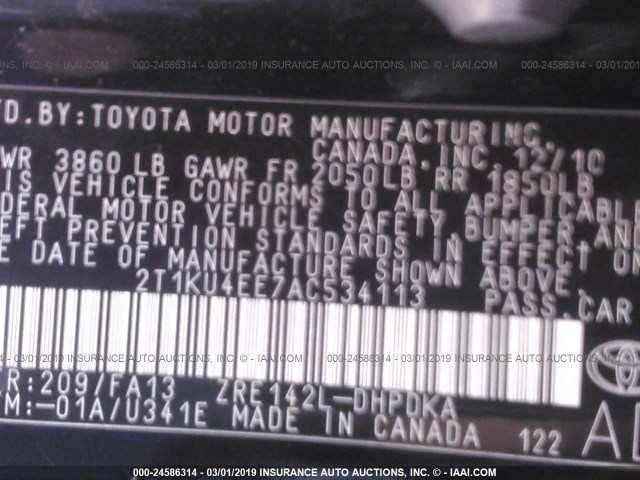 000-24586314 - 03/01/2019 INSURANCE AUTO AUCTIONS, INC. - © IAAI.COM
FD.BY:TOYOTA MOTOR MANUFACTURING,
CANADA,INC. 12/10
WR 3860 LB GAWR FR 2050LB RR 1850LB
IS VEHICLE CONFORMS TO ALL APPLICABLE
DERAL MOTOR VEHICLE SAFETY,BUMPER,AND
EFT PREVENTION STANDARDS IN EFFECT ON
E DATE OF MANUFACTURE SHOWN ABOVE.
2T1KU4EE7AC534113 PASS.CAR
R:209/FA13 ZRE142L-DHPDKA
M:-01A/U341E MADE IN CANADA 122
000-24586314 - 03/01/2019 INSURANCE AUTO AUCTIONS, INC. - © IAAI.COM